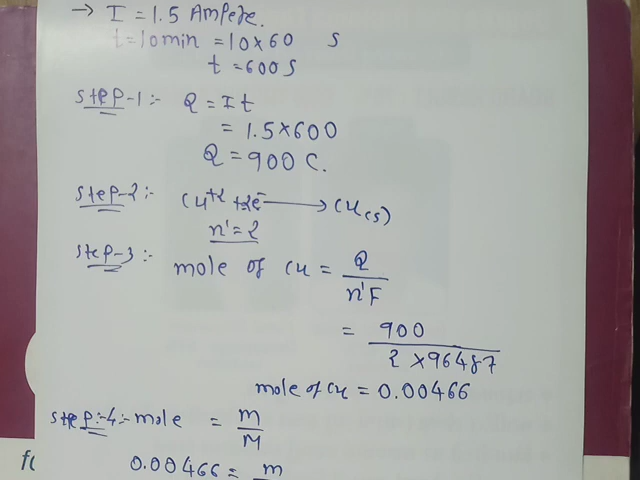 → I = 1.5 Ampere.
t = 10 min = 10 × 60 S
t = 600 S
Step-1 :- Q = I t
= 1.5 × 600
Q = 900 C.
Step-2 :- Cu⁺² + 2e⁻ ⟶ Cu(s)
n' = 2
Step-3 :- mole of Cu = Q / n'F
= 900 / 2 × 96487
mole of Cu = 0.00466
Step :-4 :- mole = m / M
0.00466 = m